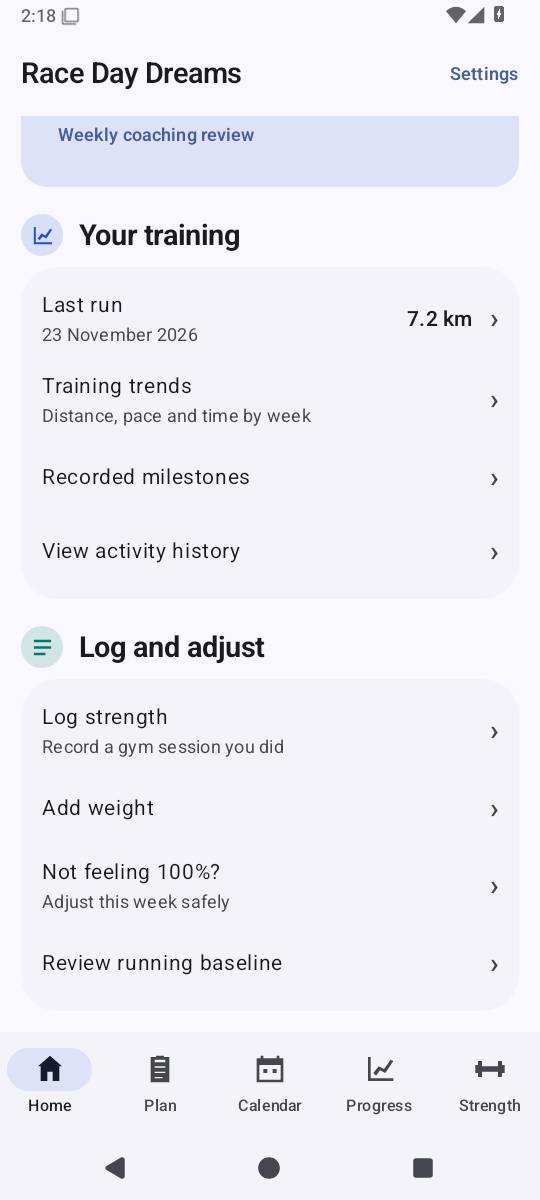 2:18
Race Day Dreams
Settings
Weekly coaching review
Your training
Last run
23 November 2026
7.2 km
Training trends
Distance, pace and time by week
Recorded milestones
View activity history
Log and adjust
Log strength
Record a gym session you did
Add weight
Not feeling 100%?
Adjust this week safely
Review running baseline
Home
Plan
Calendar
Progress
Strength